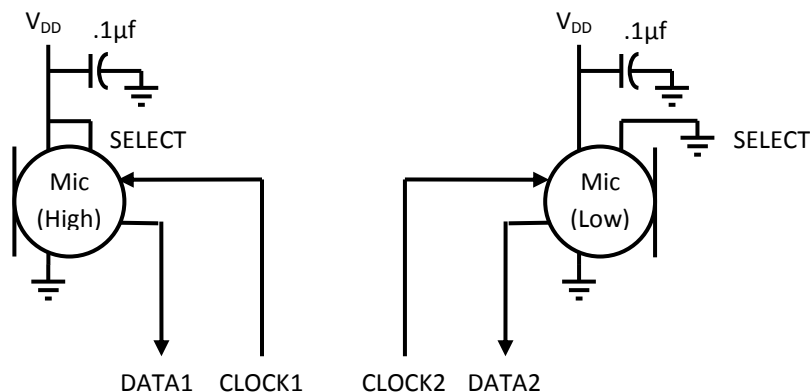 VDD
.1µf
SELECT
Mic
(High)
DATA1
CLOCK1
VDD
.1µf
SELECT
Mic
(Low)
CLOCK2
DATA2